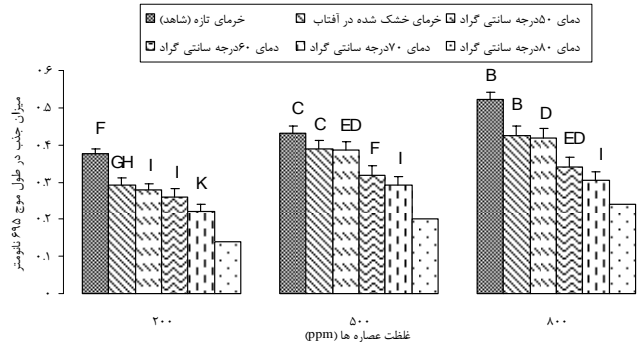 خرمای تازه (شاهد) خرمای خشک شده در آفتاب دمای ۵۰درجه سانتی گراد
دمای ۶۰درجه سانتی گراد دمای ۷۰درجه سانتی گراد دمای ۸۰درجه سانتی گراد
میزان جذب در طول موج ۶۹۵ نانومتر
۰.۶
۰.۵
۰.۴
۰.۳
۰.۲
۰.۱
۰
F GH I I K
C C ED F I
B B D ED I
۲۰۰ ۵۰۰ ۸۰۰
غلظت عصاره ها (ppm)